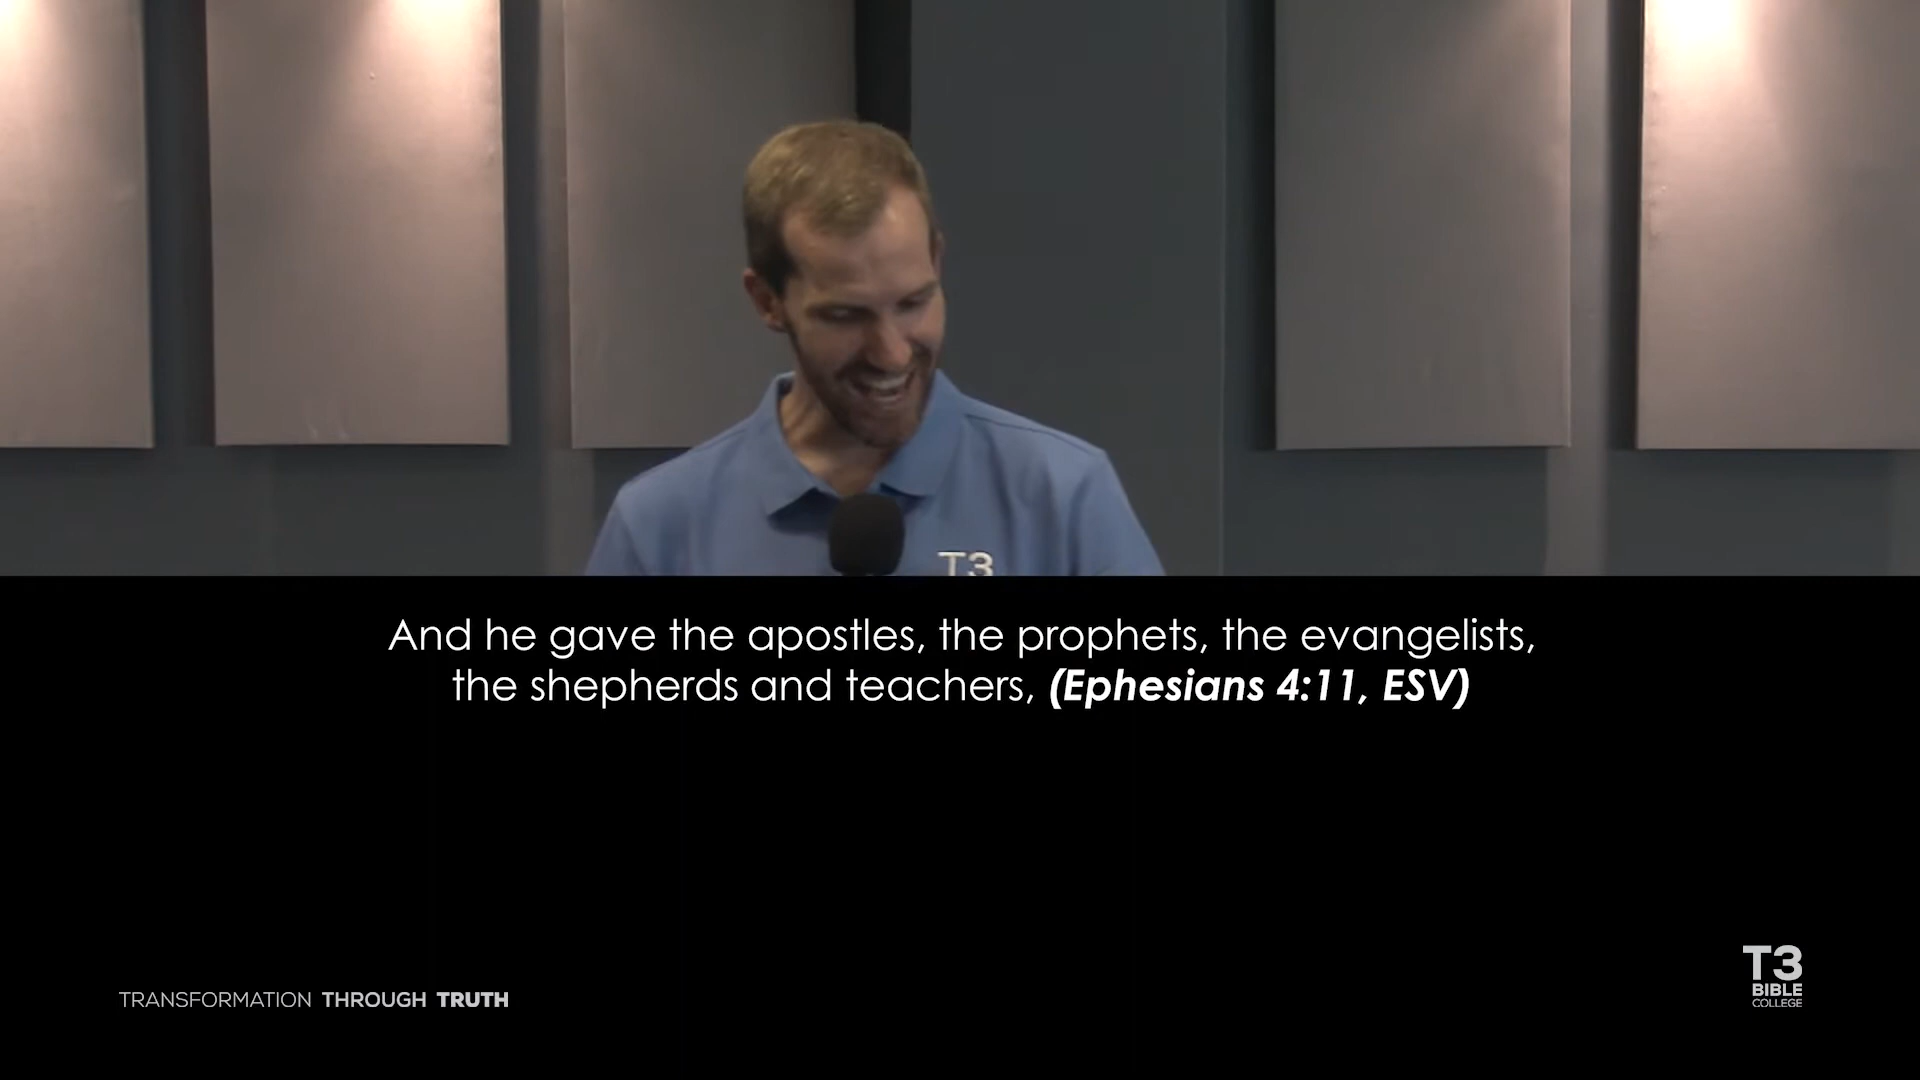 T3
And he gave the apostles, the prophets, the evangelists,
the shepherds and teachers, (Ephesians 4:11, ESV)
TRANSFORMATION THROUGH TRUTH
T3
BIBLE
COLLEGE